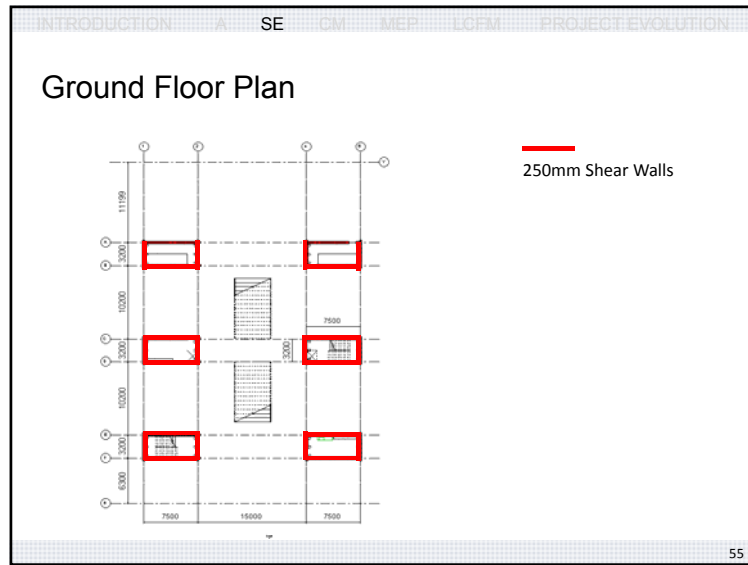 INTRODUCTION A SE CM MEP LCFM PROJECT EVOLUTION
Ground Floor Plan
250mm Shear Walls
11199
3200
10200
7500
3200
3200
10200
3200
6300
7500 15000 7500
55